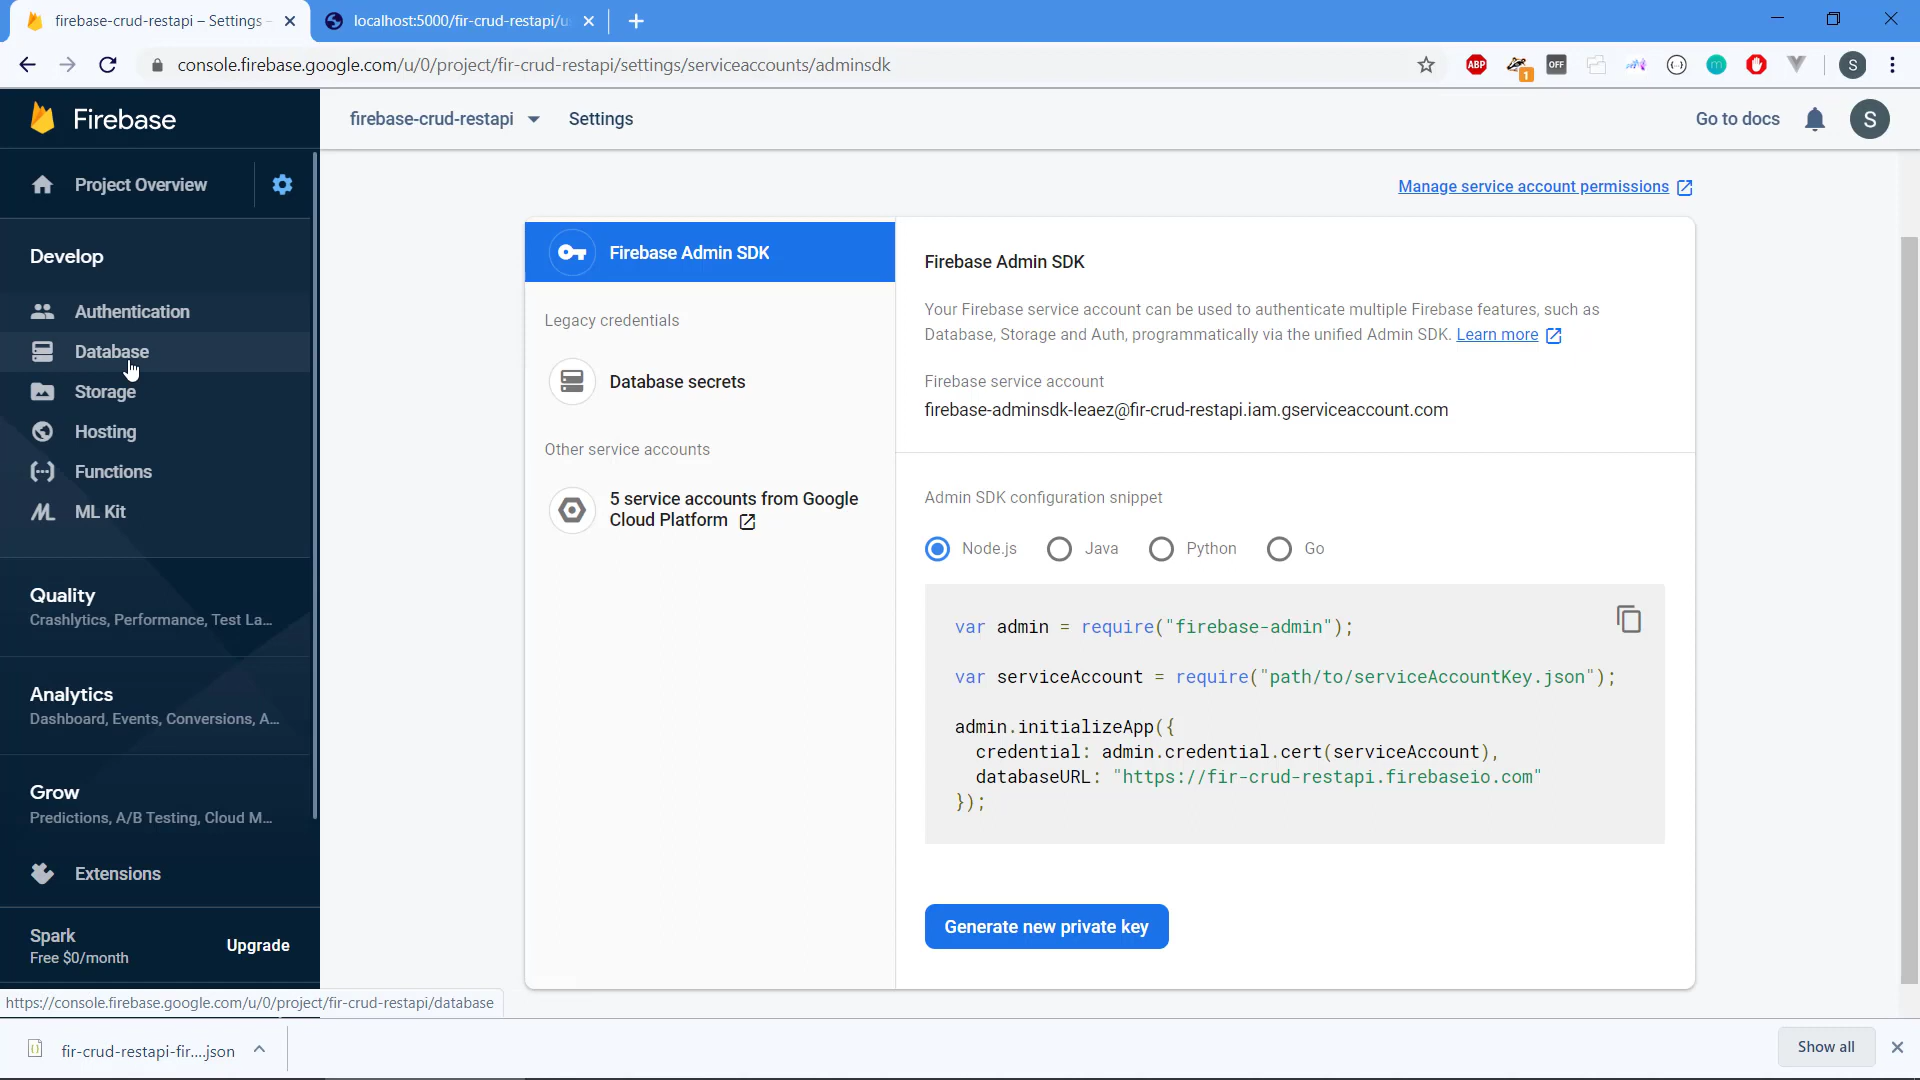 firebase-crud-restapi – Settings -
localhost:5000/fir-crud-restapi/u
console.firebase.google.com/u/0/project/fir-crud-restapi/settings/serviceaccounts/adminsdk
ABP
1
OFF
m
S
Firebase
firebase-crud-restapi
Settings
Go to docs
S
Project Overview
Develop
Authentication
Database
Storage
Hosting
Functions
ML Kit
Quality
Crashlytics, Performance, Test La...
Analytics
Dashboard, Events, Conversions, A...
Grow
Predictions, A/B Testing, Cloud M...
Extensions
Spark
Free $0/month
Upgrade
https://console.firebase.google.com/u/0/project/fir-crud-restapi/database
Manage service account permissions
Firebase Admin SDK
Legacy credentials
Database secrets
Other service accounts
5 service accounts from Google
Cloud Platform
Firebase Admin SDK
Your Firebase service account can be used to authenticate multiple Firebase features, such as
Database, Storage and Auth, programmatically via the unified Admin SDK. Learn more
Firebase service account
firebase-adminsdk-leaez@fir-crud-restapi.iam.gserviceaccount.com
Admin SDK configuration snippet
Node.js
Java
Python
Go
var admin = require("firebase-admin");
var serviceAccount = require("path/to/serviceAccountKey.json");
admin.initializeApp({
credential: admin.credential.cert(serviceAccount),
databaseURL: "https://fir-crud-restapi.firebaseio.com"
});
Generate new private key
fir-crud-restapi-fir....json
Show all